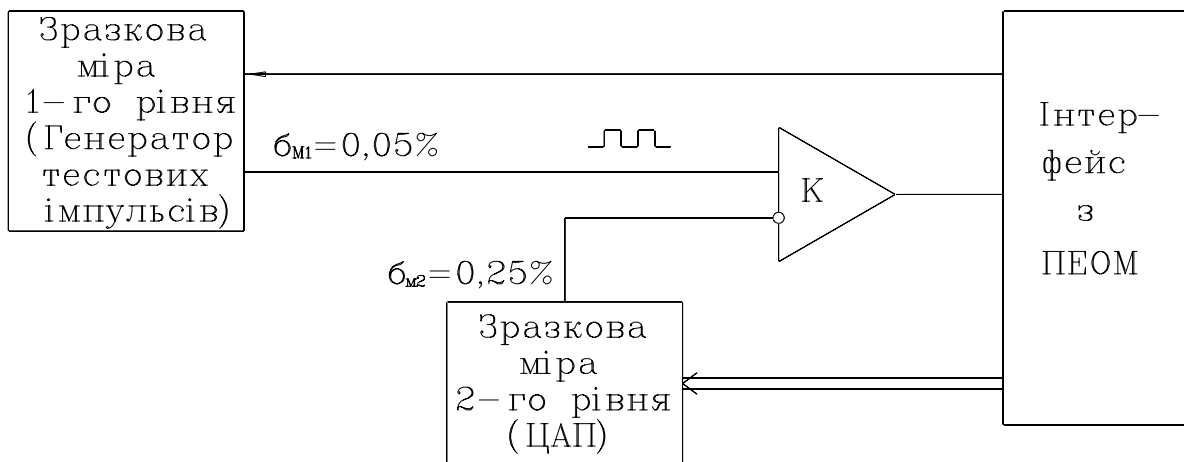 Зразкова
міра
1-го рівня
(Генератор
тестових
імпульсів)
бм1=0,05%
К
Інтер-
фейс
з
ПЕОМ
бм2=0,25%
Зразкова
міра
2-го рівня
(ЦАП)